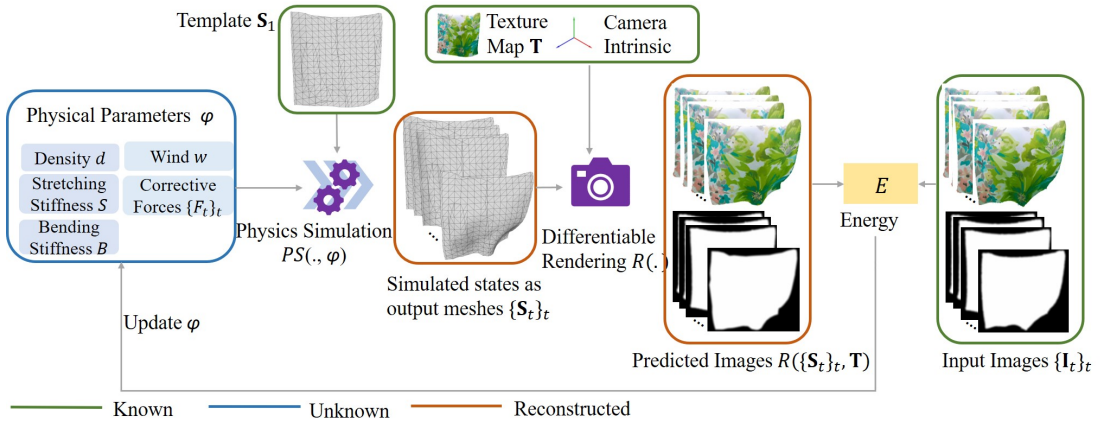 Template S₁
Texture
Map T
Camera
Intrinsic
Physical Parameters φ
Density d
Wind w
Stretching
Stiffness S
Corrective
Forces {Fₜ}ₜ
Bending
Stiffness B
Physics Simulation
PS(., φ)
Simulated states as
output meshes {Sₜ}ₜ
Differentiable
Rendering R(.)
E
Energy
Update φ
Predicted Images R({Sₜ}ₜ, T)
Input Images {Iₜ}ₜ
Known
Unknown
Reconstructed